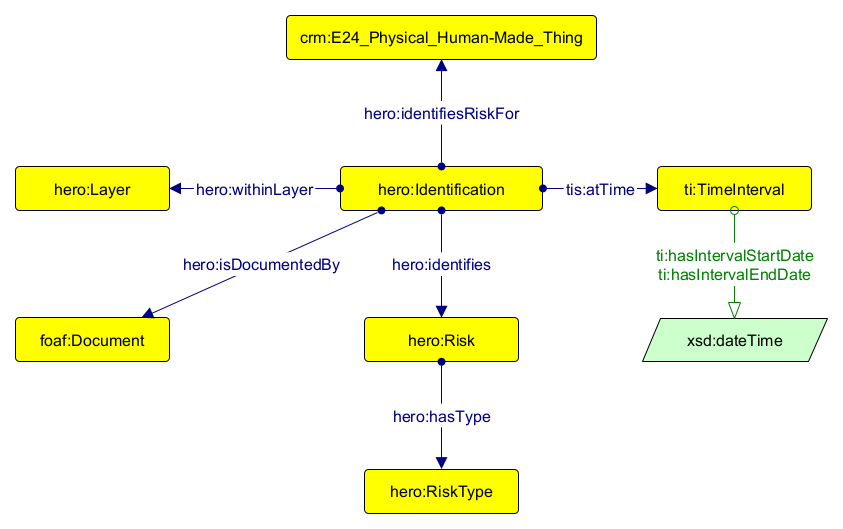 crm:E24_Physical_Human-Made_Thing
hero:identifiesRiskFor
hero:Layer
hero:withinLayer
hero:Identification
tis:atTime
ti:TimeInterval
hero:isDocumentedBy
hero:identifies
ti:hasIntervalStartDate
ti:hasIntervalEndDate
foaf:Document
hero:Risk
xsd:dateTime
hero:hasType
hero:RiskType